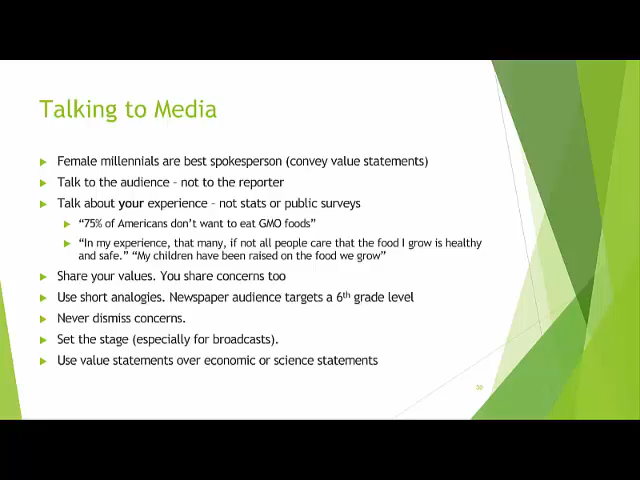 Talking to Media
Female millennials are best spokesperson (convey value statements)
Talk to the audience – not to the reporter
Talk about your experience – not stats or public surveys
"75% of Americans don't want to eat GMO foods"
"In my experience, that many, if not all people care that the food I grow is healthy
and safe." "My children have been raised on the food we grow"
Share your values. You share concerns too
Use short analogies. Newspaper audience targets a 6th grade level
Never dismiss concerns.
Set the stage (especially for broadcasts).
Use value statements over economic or science statements